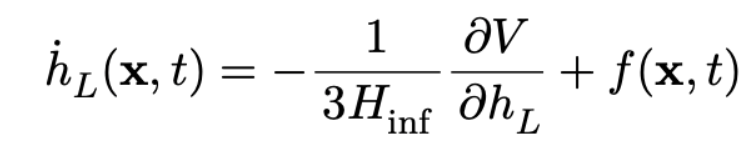 $$\dot{h}_L(\mathbf{x}, t) = -\frac{1}{3H_{\text{inf}}} \frac{\partial V}{\partial h_L} + f(\mathbf{x}, t)$$